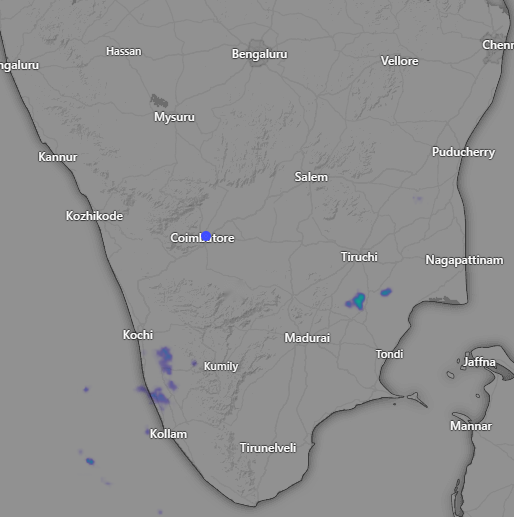 Hassan
Bengaluru
Chenn
ngaluru
Vellore
Mysuru
Kannur
Puducherry
Salem
Kozhikode
Coimbatore
Tiruchi
Nagapattinam
Kochi
Madurai
Tondi
Kumily
Jaffna
Mannar
Kollam
Tirunelveli